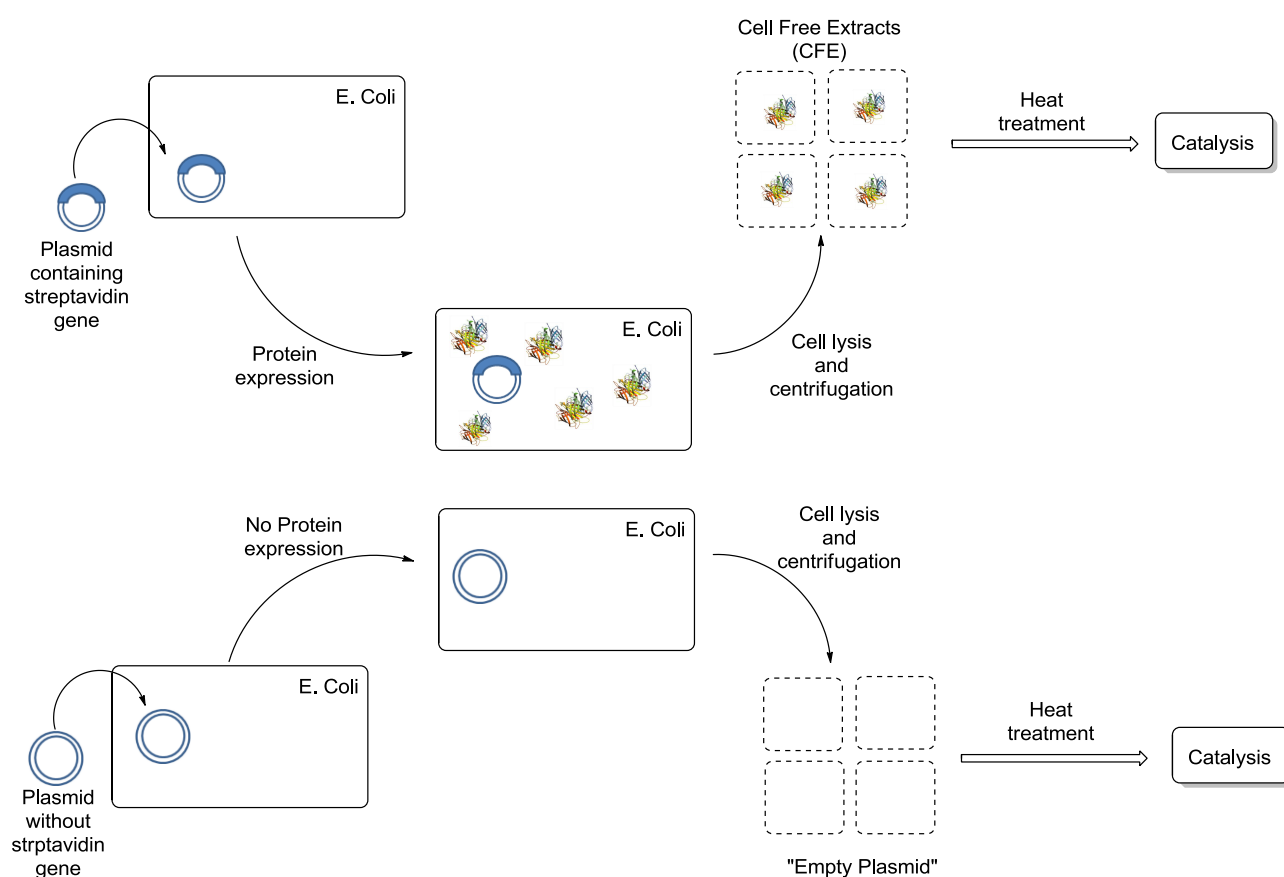 Cell Free Extracts
(CFE)
E. Coli
Heat
treatment
Catalysis
Plasmid
containing
streptavidin
gene
Protein
expression
E. Coli
Cell lysis
and
centrifugation
No Protein
expression
E. Coli
Cell lysis
and
centrifugation
E. Coli
Heat
treatment
Catalysis
Plasmid
without
strptavidin
gene
"Empty Plasmid"